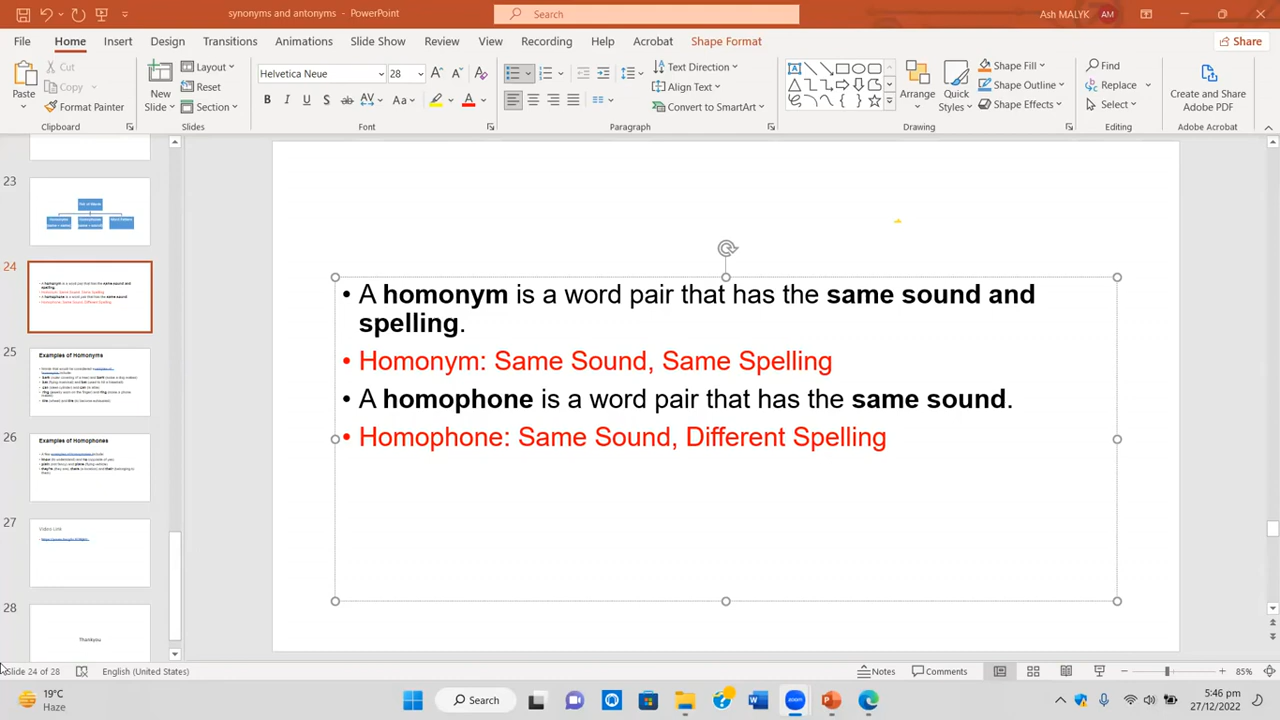 synonyms and antonyms - PowerPoint
Search
Ash MALYK AM
File Home Insert Design Transitions Animations Slide Show Review View Recording Help Acrobat Shape Format Share
Paste
Cut
Copy
Format Painter
Clipboard
New Slide
Layout
Reset
Section
Slides
Helvetica Neue 28
Font
Text Direction
Align Text
Convert to SmartArt
Paragraph
Arrange
Quick Styles
Shape Fill
Shape Outline
Shape Effects
Drawing
Find
Replace
Select
Editing
Create and Share Adobe PDF
Adobe Acrobat
23
24
25
Examples of Homonyms
26
Examples of Homophones
27
Video Link
28
Thankyou
• A homonym is a word pair that has the same sound and
spelling.
• Homonym: Same Sound, Same Spelling
• A homophone is a word pair that has the same sound.
• Homophone: Same Sound, Different Spelling
Slide 24 of 28 English (United States) Notes Comments 85%
19°C
Haze
Search
5:46 pm
27/12/2022